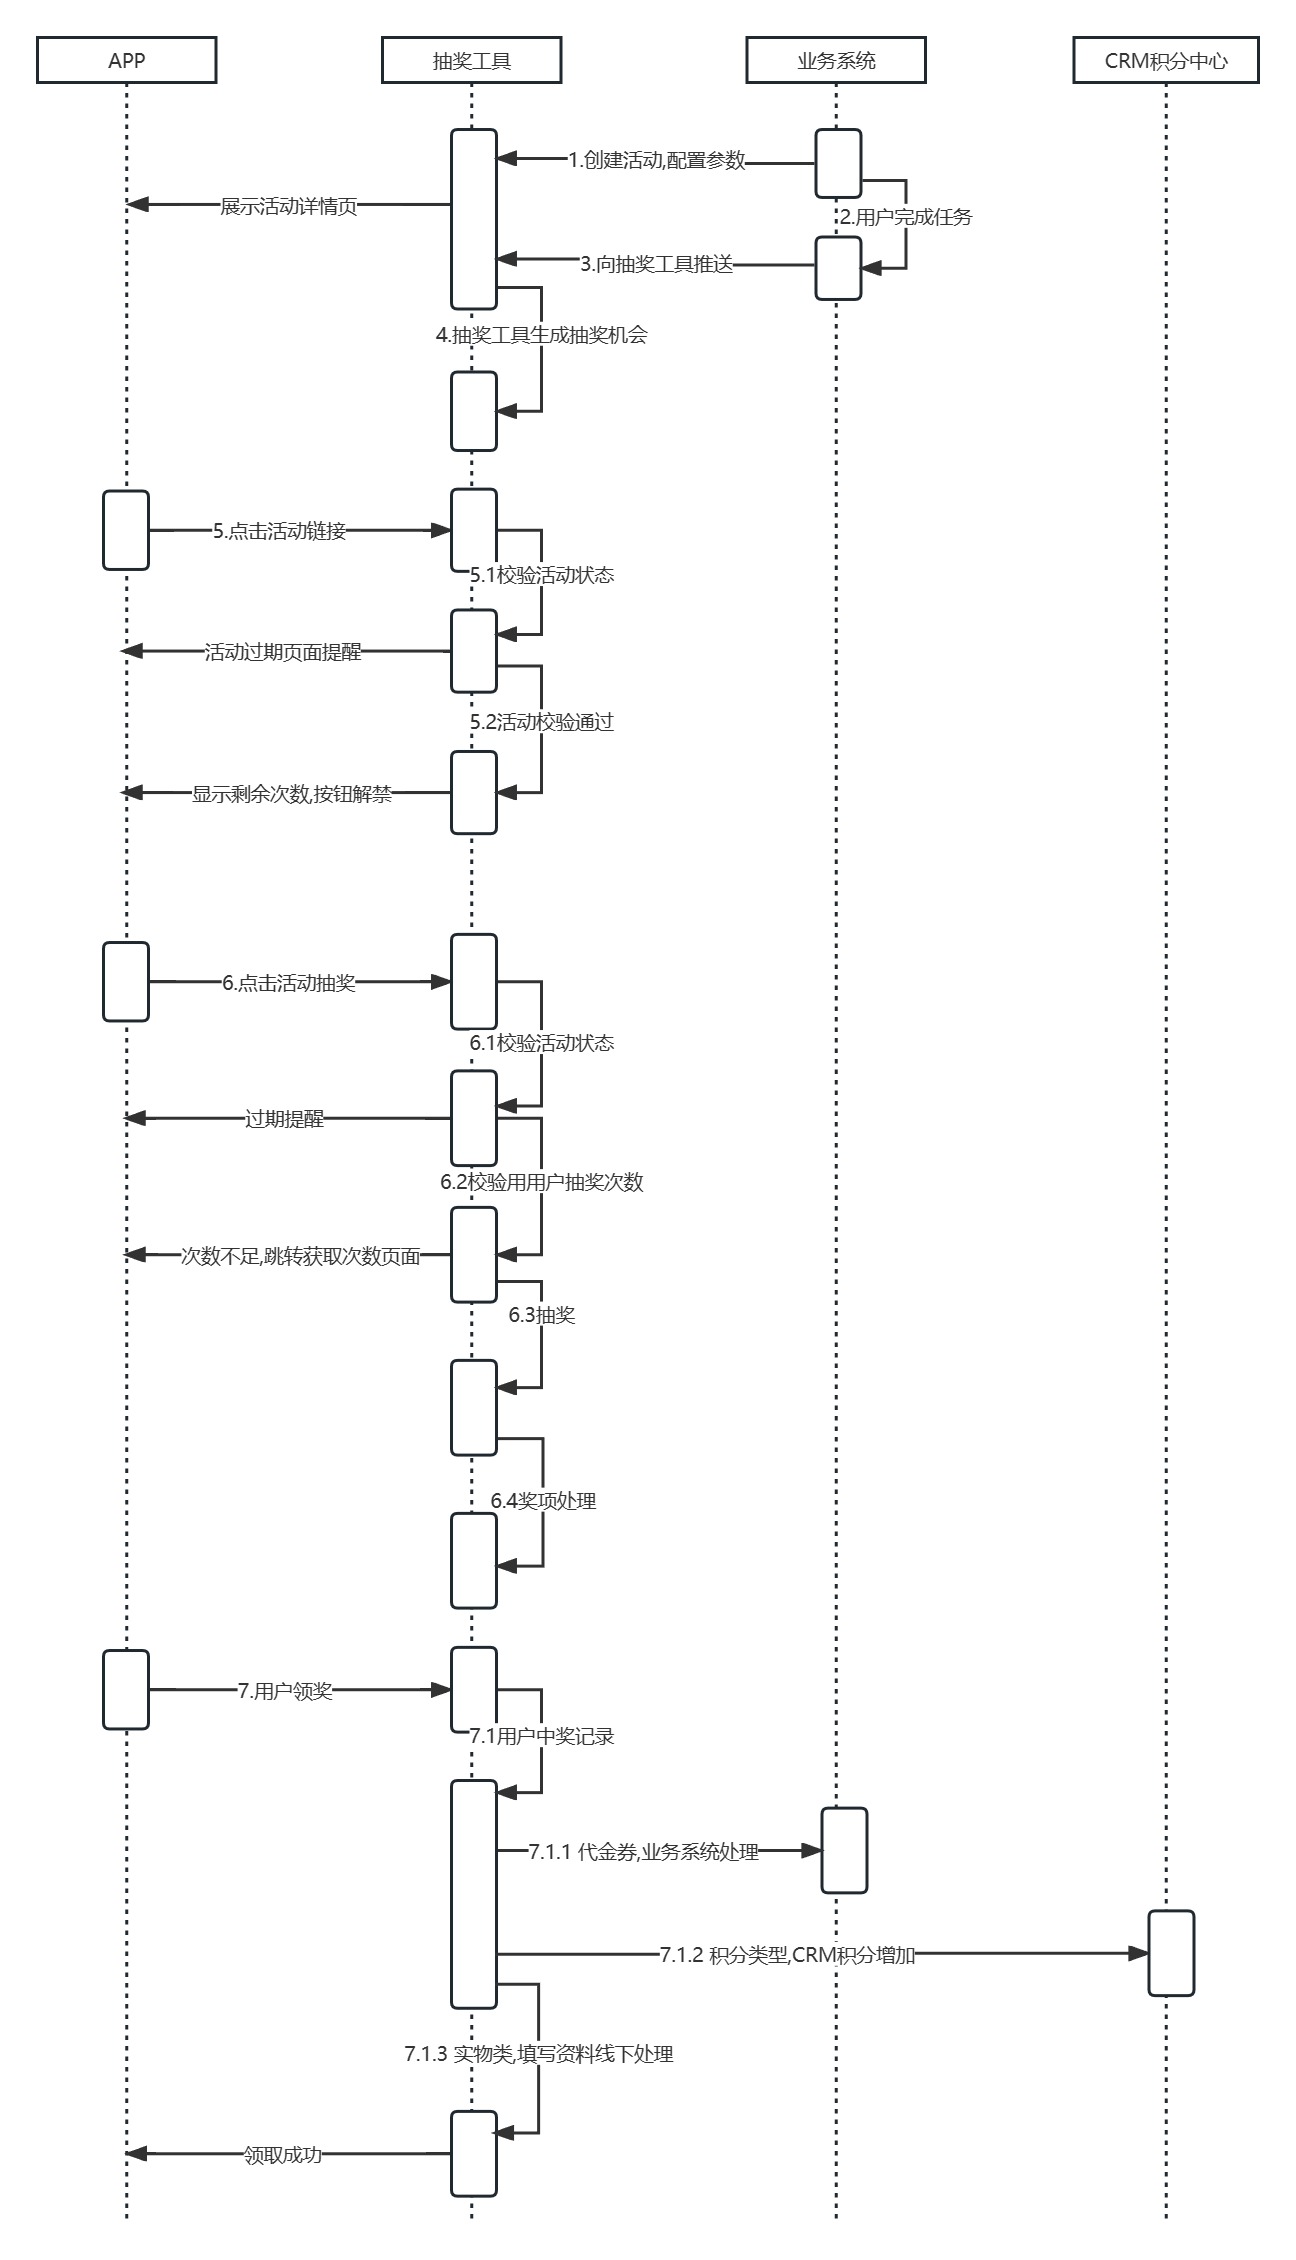 APP
抽奖工具
业务系统
CRM积分中心
1.创建活动,配置参数
展示活动详情页
2.用户完成任务
3.向抽奖工具推送
4.抽奖工具生成抽奖机会
5.点击活动链接
5.1校验活动状态
活动过期页面提醒
5.2活动校验通过
显示剩余次数,按钮解禁
6.点击活动抽奖
6.1校验活动状态
过期提醒
6.2校验用用户抽奖次数
次数不足,跳转获取次数页面
6.3抽奖
6.4奖项处理
7.用户领奖
7.1用户中奖记录
7.1.1 代金券,业务系统处理
7.1.2 积分类型,CRM积分增加
7.1.3 实物类,填写资料线下处理
领取成功